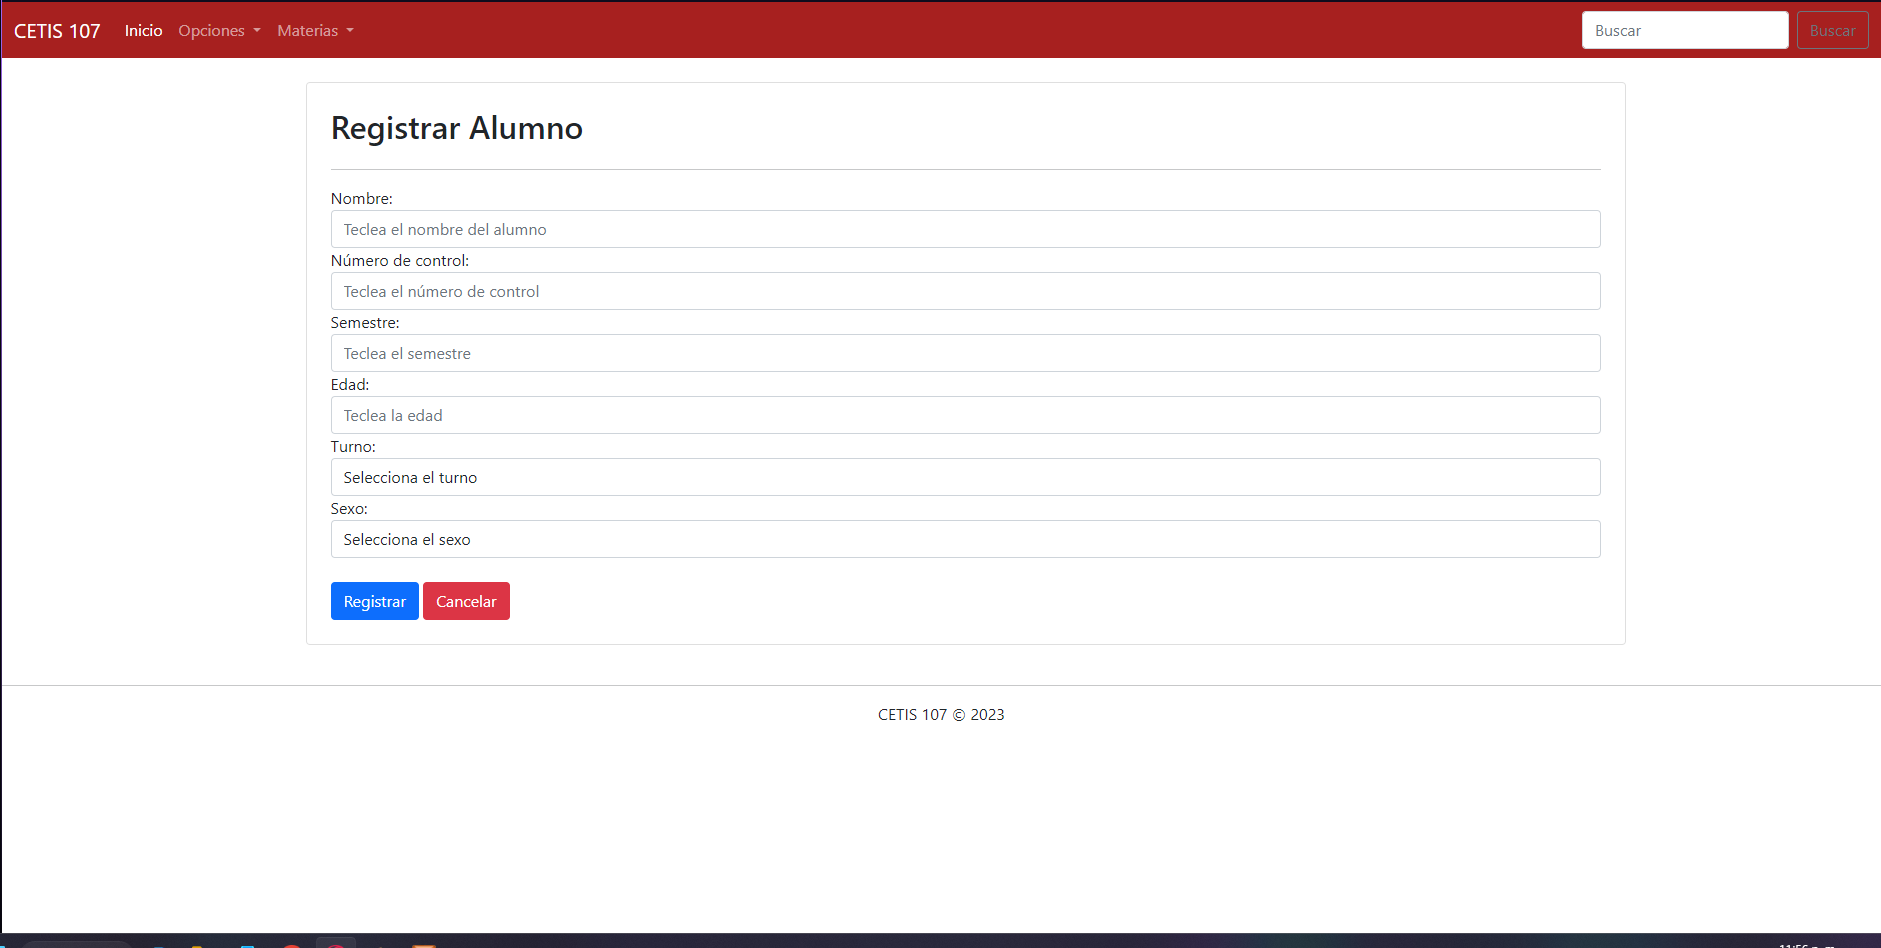 CETIS 107 Inicio Opciones Materias Buscar Buscar
Registrar Alumno
Nombre:
Teclea el nombre del alumno
Número de control:
Teclea el número de control
Semestre:
Teclea el semestre
Edad:
Teclea la edad
Turno:
Selecciona el turno
Sexo:
Selecciona el sexo
Registrar Cancelar
CETIS 107 © 2023